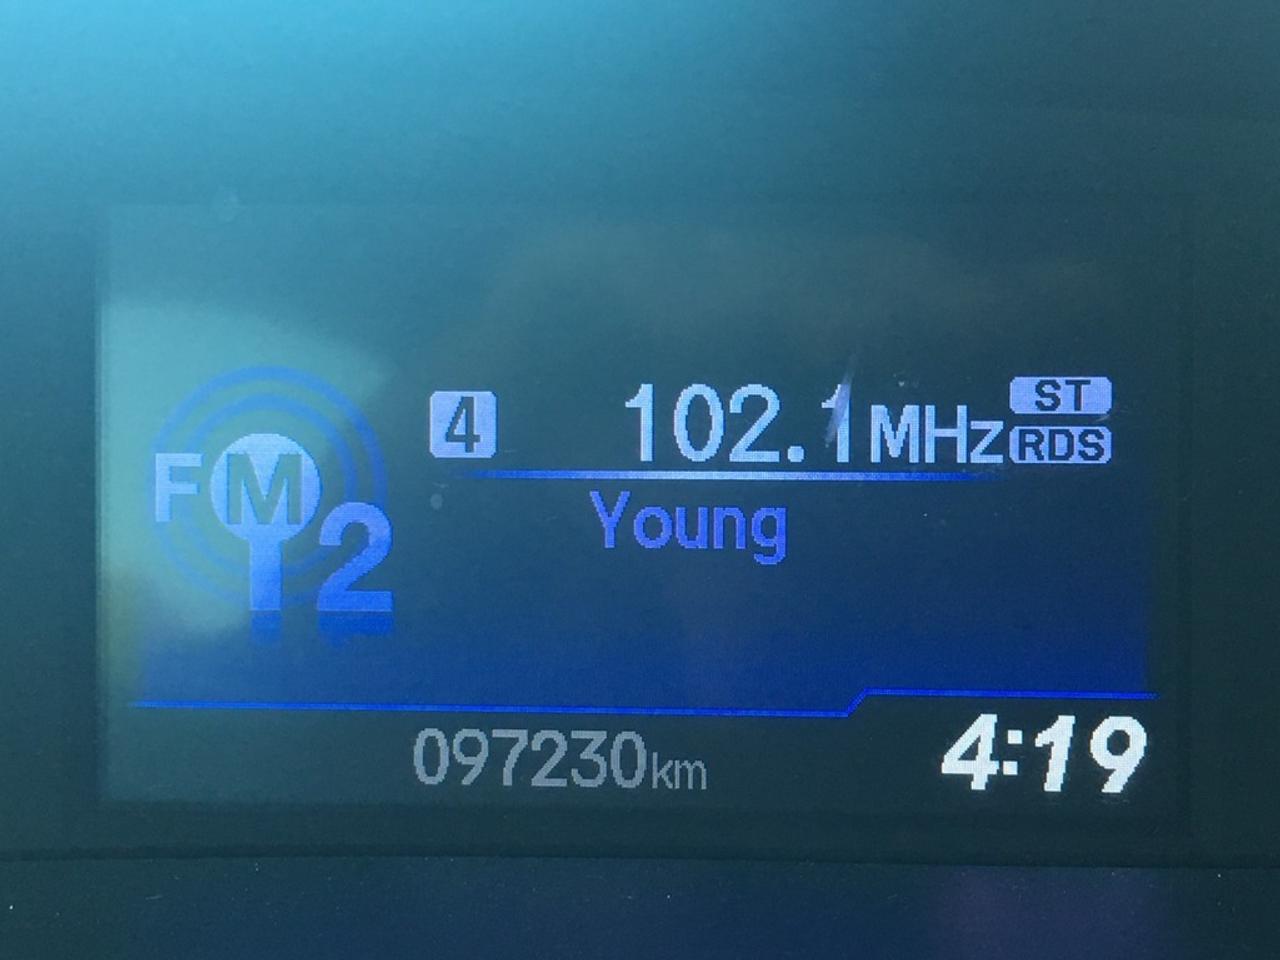 FM2
4 102.1MHz ST
RDS
Young
097230km
4:19